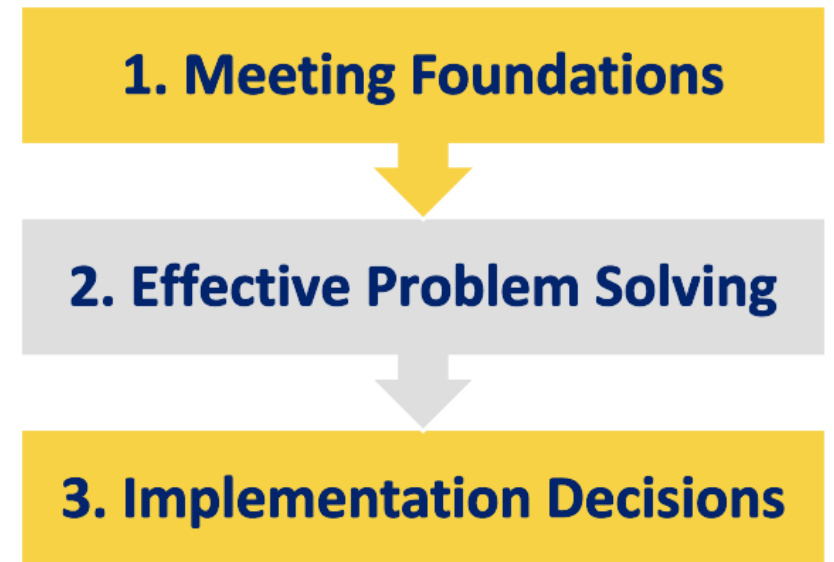 1. Meeting Foundations
2. Effective Problem Solving
3. Implementation Decisions